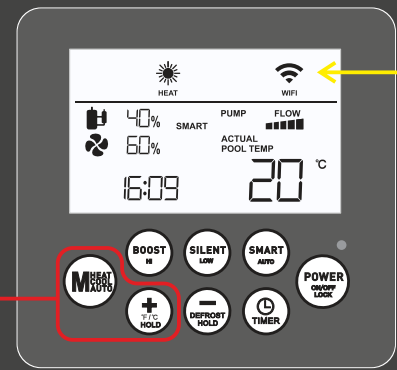 HEAT
WIFI
40%
SMART
PUMP
FLOW
60%
ACTUAL
POOL TEMP
16:09
20 °C
BOOST
HI
SILENT
LOW
SMART
AUTO
M HEAT
COOL
AUTO
POWER
ON/OFF
LOCK
+
°F/°C
HOLD
−
DEFROST
HOLD
TIMER